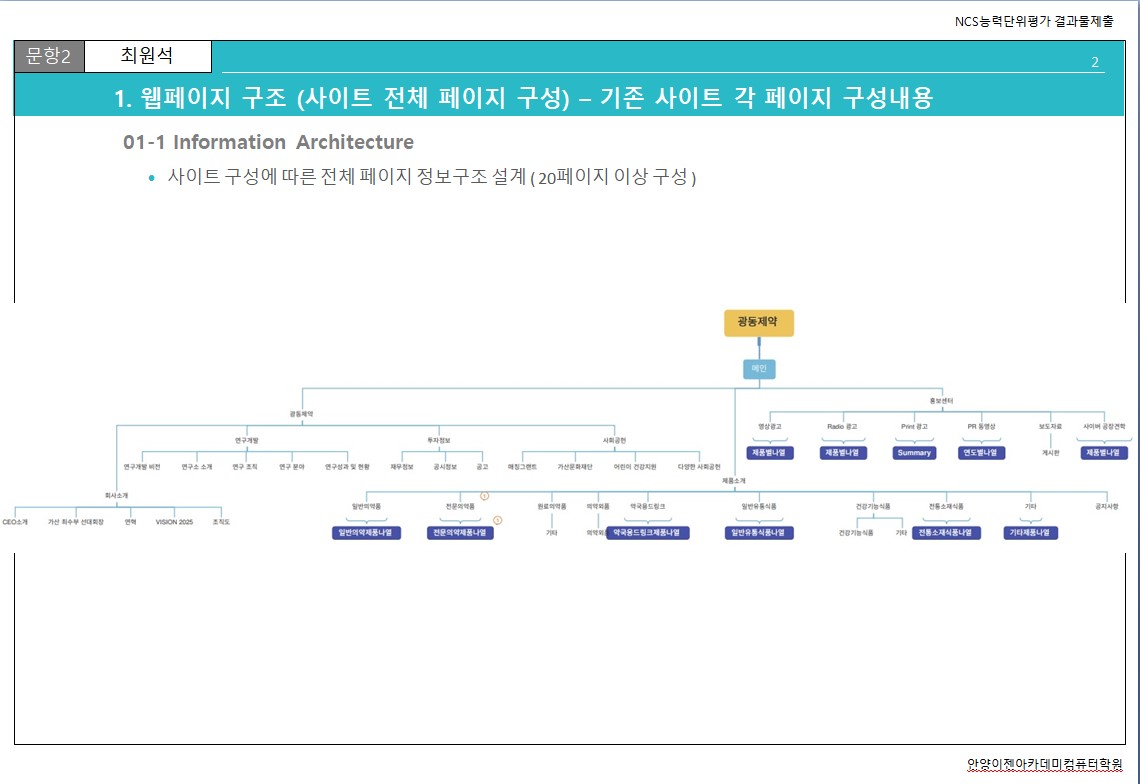 NCS능력단위평가 결과물제출
문항2
최원석
2
1. 웹페이지 구조 (사이트 전체 페이지 구성) – 기존 사이트 각 페이지 구성내용
01-1 Information Architecture
• 사이트 구성에 따른 전체 페이지 정보구조 설계 ( 20페이지 이상 구성 )
광동제약
메인
광동제약
홍보센터
연구개발
투자정보
사회공헌
영상광고
Radio 광고
Print 광고
PR 동영상
보도자료
사이버 공장견학
제품별나열
제품별나열
Summary
연도별나열
게시판
제품별나열
연구개발 비전
연구소 소개
연구 조직
연구 분야
연구성과 및 현황
재무정보
공시정보
공고
매칭그랜트
가산문화재단
어린이 건강지원
다양한 사회공헌
제품소개
회사소개
CEO소개
가산 최수부 선대회장
연혁
VISION 2025
조직도
일반의약품
전문의약품
원료의약품
의약외품
약국용드링크
일반유통식품
건강기능식품
전통소재식품
기타
공지사항
일반의약제품나열
전문의약품나열
기타
의약외
약국용드링크제품나열
일반유통식품나열
건강기능식품
기타
전통소재식품나열
기타제품나열
안양이젠아카데미컴퓨터학원